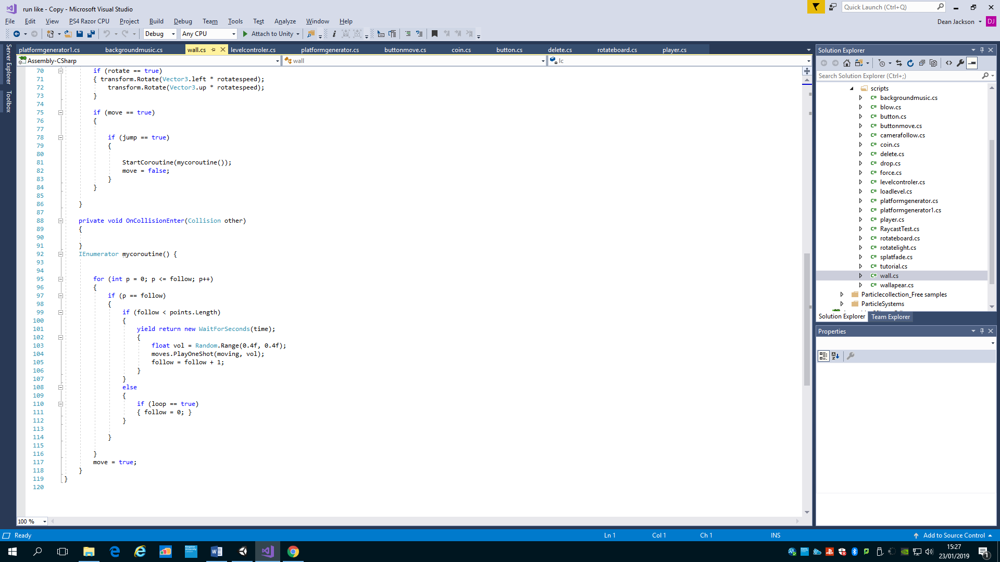 run like - Copy - Microsoft Visual Studio
Quick Launch (Ctrl+Q)
File Edit View PS4 Razor CPU Project Build Debug Team Tools Test Analyze Window Help
Dean Jackson DJ
Debug Any CPU Attach to Unity
Server Explorer
Toolbox
platformgenerator1.cs backgroundmusic.cs wall.cs levelcontroler.cs platformgenerator.cs buttonmove.cs coin.cs button.cs delete.cs rotateboard.cs player.cs
Assembly-CSharp wall lc
70 if (rotate == true)
71 { transform.Rotate(Vector3.left * rotatespeed);
72 transform.Rotate(Vector3.up * rotatespeed);
73 }
74
75 if (move == true)
76 {
77
78 if (jump == true)
79 {
80
81 StartCoroutine(mycoroutine());
82 move = false;
83 }
84 }
85
86 }
87
88 private void OnCollisionEnter(Collision other)
89 {
90
91 }
92 IEnumerator mycoroutine() {
93
94
95 for (int p = 0; p <= follow; p++)
96 {
97 if (p == follow)
98 {
99 if (follow < points.Length)
100 {
101 yield return new WaitForSeconds(time);
102 {
103 float vol = Random.Range(0.4f, 0.4f);
104 moves.PlayOneShot(moving, vol);
105 follow = follow + 1;
106 }
107 }
108 else
109 {
110 if (loop == true)
111 { follow = 0; }
112 }
113
114 }
115
116 }
117 move = true;
118 }
119 }
120
100 %
Solution Explorer
Search Solution Explorer (Ctrl+;)
scripts
C# backgroundmusic.cs
C# blow.cs
C# button.cs
C# buttonmove.cs
C# camerafollow.cs
C# coin.cs
C# delete.cs
C# drop.cs
C# force.cs
C# levelcontroler.cs
C# loadlevel.cs
C# platformgenerator.cs
C# platformgenerator1.cs
C# player.cs
C# RaycastTest.cs
C# rotateboard.cs
C# rotatelight.cs
C# splatfade.cs
C# tutorial.cs
C# wall.cs
C# wallapear.cs
Particlecollection_Free samples
ParticleSystems
Solution Explorer Team Explorer
Properties
Ready Ln 1 Col 1 Ch 1 INS Add to Source Control
15:27
23/01/2019
1